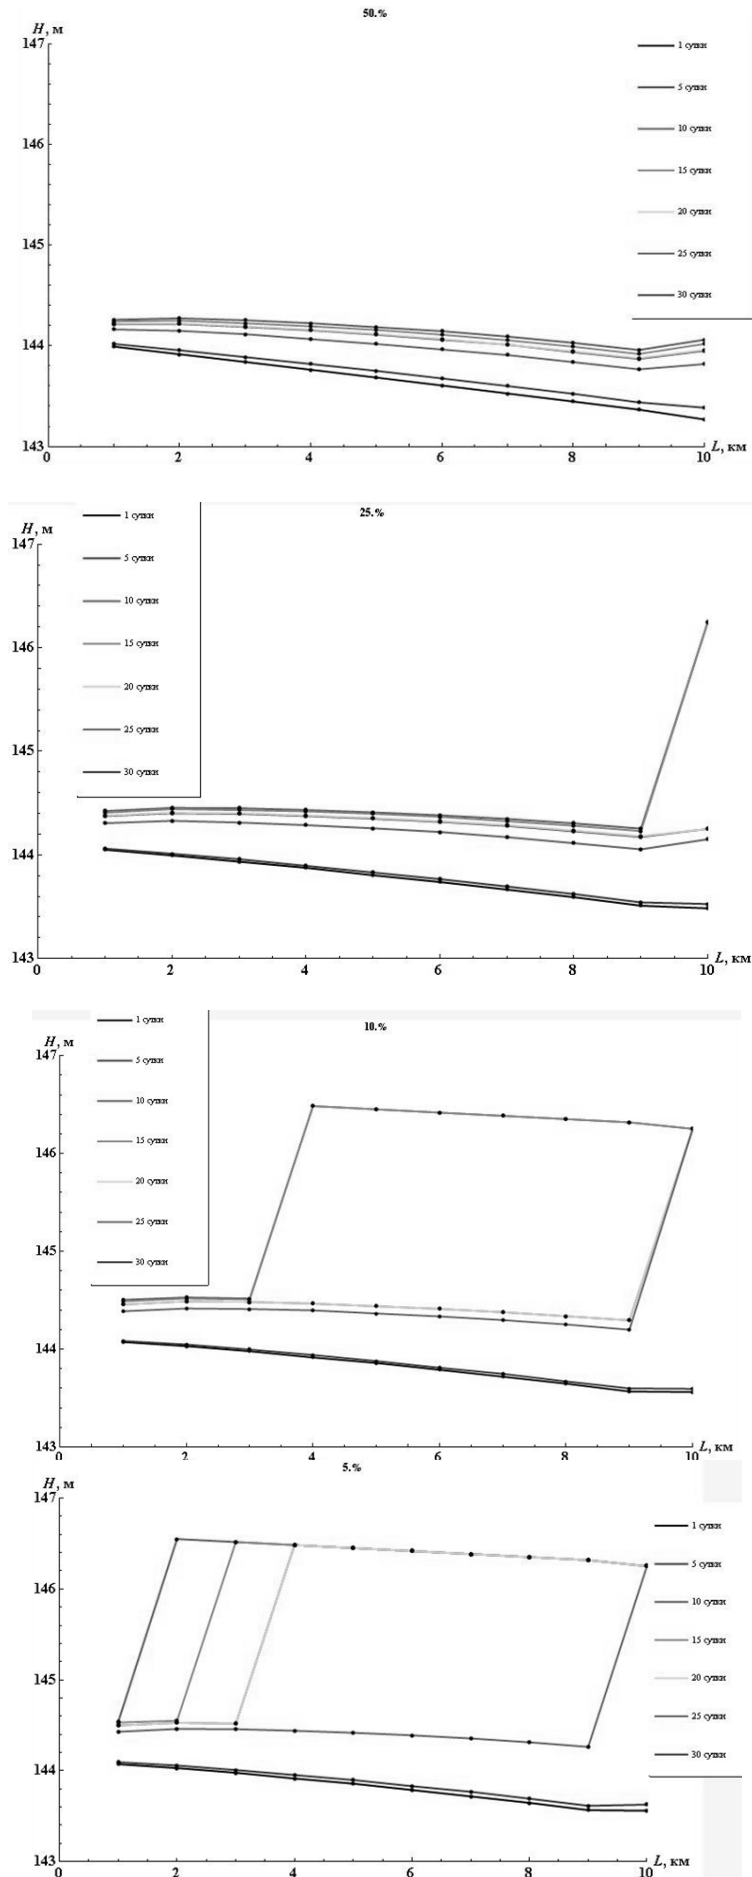 50.%
H, м
147
146
145
144
143
0 2 4 6 8 10
L, км
1 сутки
5 сутки
10 сутки
15 сутки
20 сутки
25 сутки
30 сутки
25.%
H, м
147
146
145
144
143
0 2 4 6 8 10
L, км
1 сутки
5 сутки
10 сутки
15 сутки
20 сутки
25 сутки
30 сутки
10.%
H, м
147
146
145
144
143
0 2 4 6 8 10
L, км
1 сутки
5 сутки
10 сутки
15 сутки
20 сутки
25 сутки
30 сутки
5.%
H, м
147
146
145
144
143
0 2 4 6 8 10
L, км
1 сутки
5 сутки
10 сутки
15 сутки
20 сутки
25 сутки
30 сутки